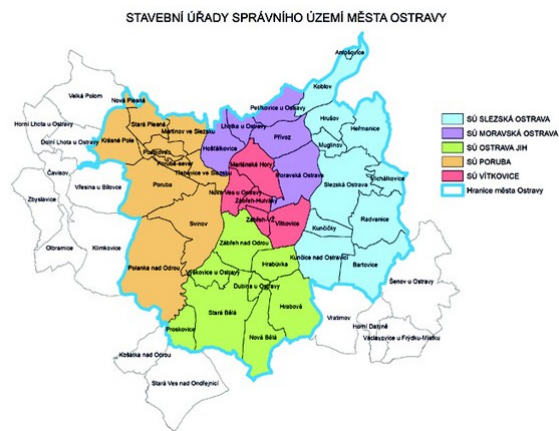 STAVEBNÍ ÚŘADY SPRÁVNÍHO ÚZEMÍ MĚSTA OSTRAVY
Antošovice
Koblov
Velká Polom
Nová Plesná
Petřkovice u Ostravy
Stará Plesná
Hrušov
Heřmanice
Horní Lhota u Ostravy
Martinov ve Slezsku
Lhotka u Ostravy
Přívoz
Krásné Pole
Muglinov
Dolní Lhota u Ostravy
Hošťálkovice
Poruba-sever
Mariánské Hory
Čavisov
Třebovice ve Slezsku
Moravská Ostrava
Michálkovice
Vřesina u Bílovce
Poruba
Slezská Ostrava
Nová Ves u Ostravy
Zbyslavice
Zábřeh-Hulváky
Radvanice
Zábřeh-VŽ
Svinov
Vítkovice
Kunčičky
Olbramice
Klimkovice
Zábřeh nad Odrou
Hrabůvka
Kunčice nad Ostravicí
Bartovice
Polanka nad Odrou
Výškovice u Ostravy
Dubina u Ostravy
Šenov u Ostravy
Stará Bělá
Hrabová
Proskovice
Vratimov
Nová Bělá
Horní Datyně
Václavovice u Frýdku-Místku
Košatka nad Odrou
Stará Ves nad Ondřejnicí
SÚ SLEZSKÁ OSTRAVA
SÚ MORAVSKÁ OSTRAVA
SÚ OSTRAVA JIH
SÚ PORUBA
SÚ VÍTKOVICE
Hranice města Ostravy